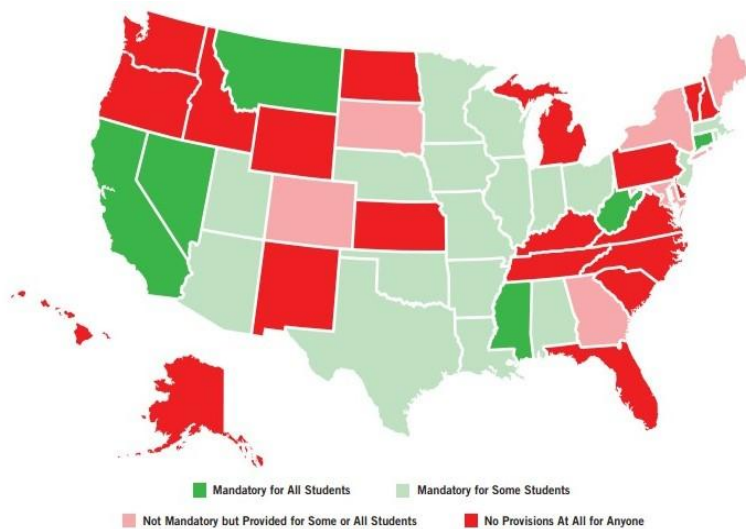 Mandatory for All Students
Mandatory for Some Students
Not Mandatory but Provided for Some or All Students
No Provisions At All for Anyone